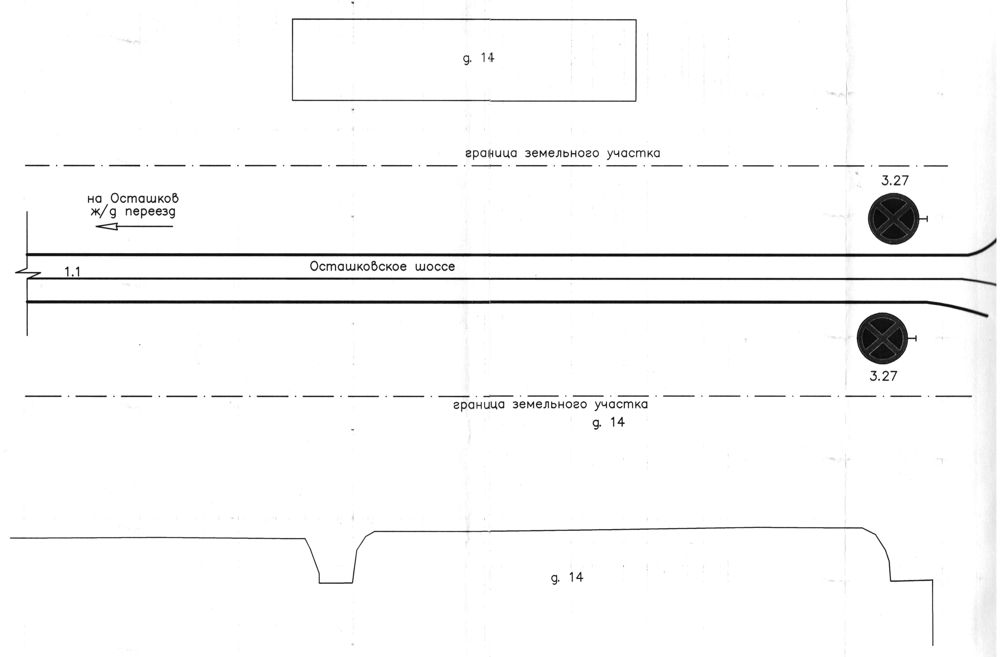 д. 14
граница земельного участка
3.27
на Осташков
ж/д переезд
Осташковское шоссе
1.1
3.27
граница земельного участка
д. 14
д. 14